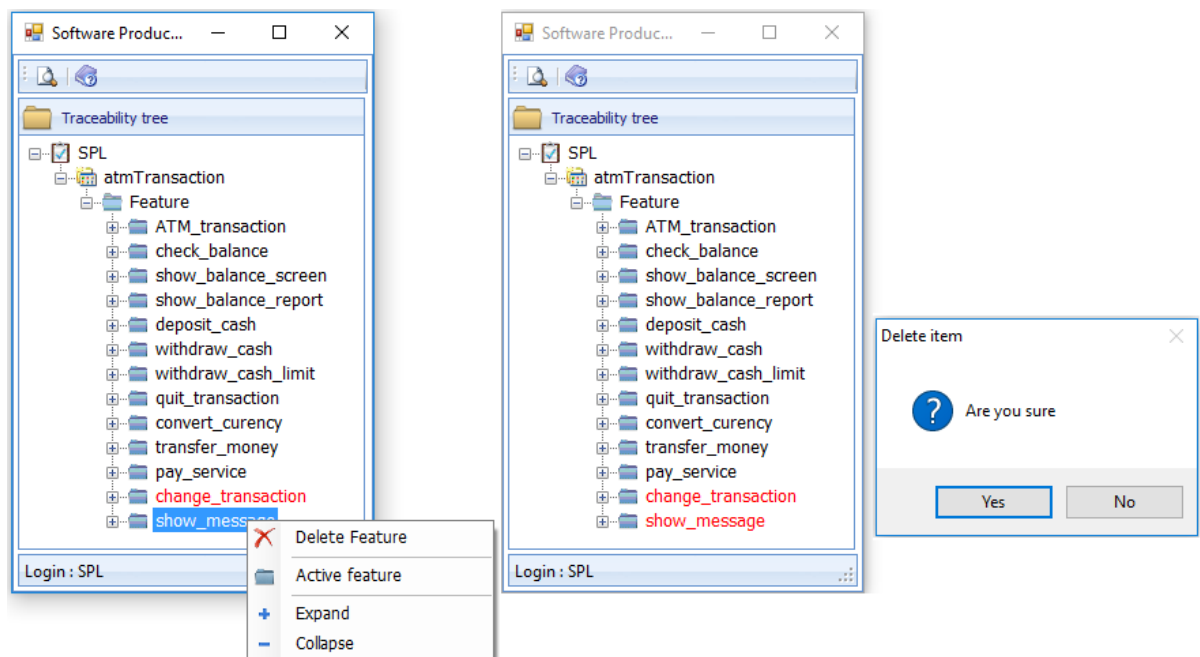 Software Produc...
Traceability tree
SPL
atmTransaction
Feature
ATM_transaction
check_balance
show_balance_screen
show_balance_report
deposit_cash
withdraw_cash
withdraw_cash_limit
quit_transaction
convert_curency
transfer_money
pay_service
change_transaction
show_message
Login : SPL
Delete Feature
Active feature
Expand
Collapse
Software Produc...
Traceability tree
SPL
atmTransaction
Feature
ATM_transaction
check_balance
show_balance_screen
show_balance_report
deposit_cash
withdraw_cash
withdraw_cash_limit
quit_transaction
convert_curency
transfer_money
pay_service
change_transaction
show_message
Login : SPL
Delete item
Are you sure
Yes
No